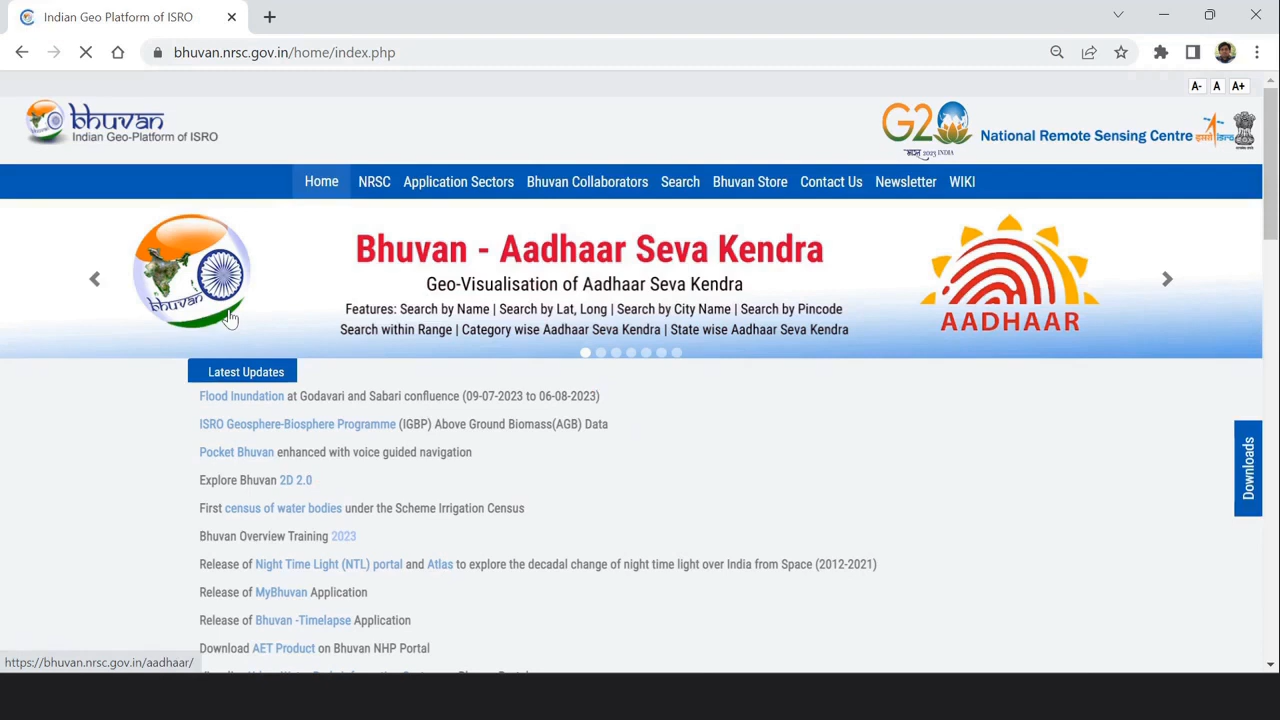 Indian Geo Platform of ISRO
bhuvan.nrsc.gov.in/home/index.php
A- A A+
bhuvan
Indian Geo-Platform of ISRO
G20
भारत 2023 INDIA
National Remote Sensing Centre
इसरो isro
Home NRSC Application Sectors Bhuvan Collaborators Search Bhuvan Store Contact Us Newsletter WIKI
bhuvan
Bhuvan - Aadhaar Seva Kendra
Geo-Visualisation of Aadhaar Seva Kendra
Features: Search by Name | Search by Lat, Long | Search by City Name | Search by Pincode
Search within Range | Category wise Aadhaar Seva Kendra | State wise Aadhaar Seva Kendra
AADHAAR
Latest Updates
Flood Inundation at Godavari and Sabari confluence (09-07-2023 to 06-08-2023)
ISRO Geosphere-Biosphere Programme (IGBP) Above Ground Biomass(AGB) Data
Pocket Bhuvan enhanced with voice guided navigation
Explore Bhuvan 2D 2.0
First census of water bodies under the Scheme Irrigation Census
Bhuvan Overview Training 2023
Release of Night Time Light (NTL) portal and Atlas to explore the decadal change of night time light over India from Space (2012-2021)
Release of MyBhuvan Application
Release of Bhuvan -Timelapse Application
Download AET Product on Bhuvan NHP Portal
Downloads
https://bhuvan.nrsc.gov.in/aadhaar/